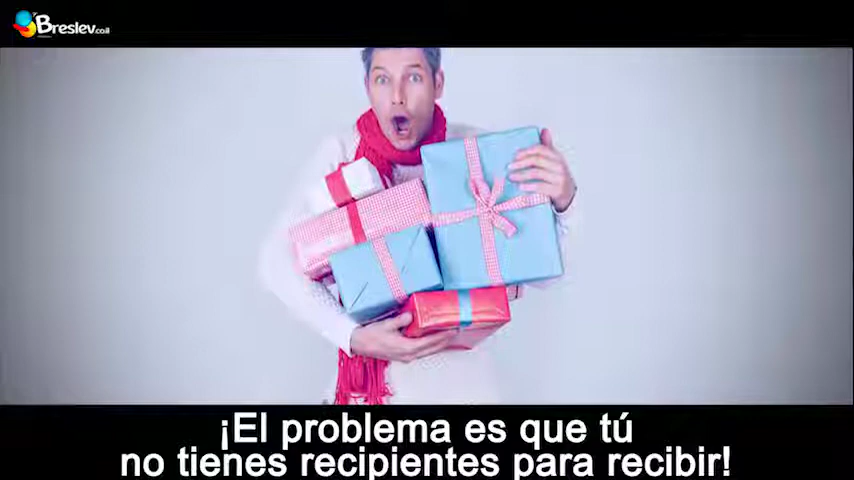 Breslev.co.il
¡El problema es que tú
no tienes recipientes para recibir!